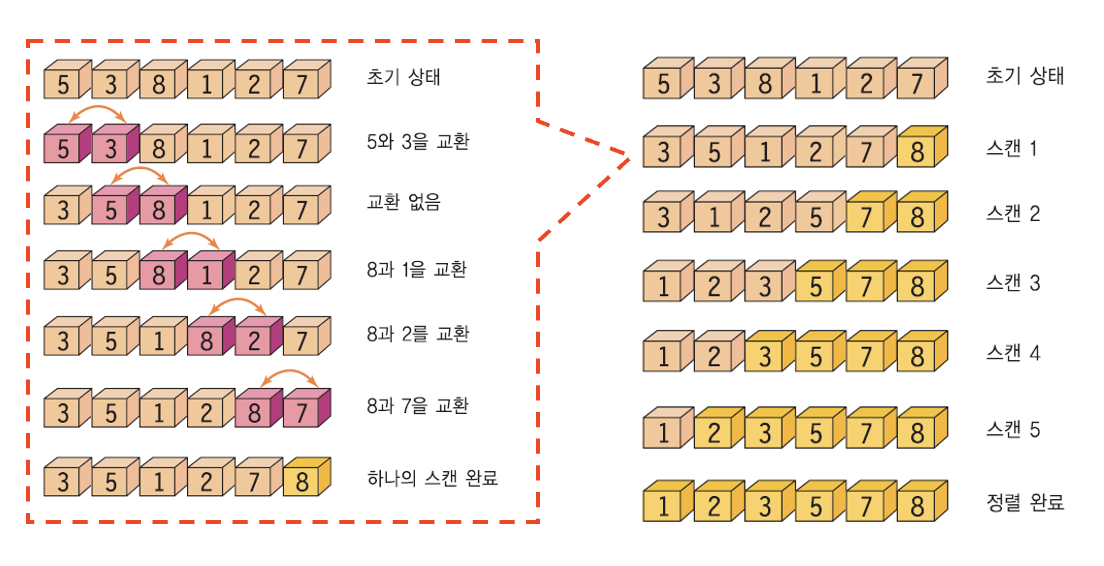 5 3 8 1 2 7 초기 상태
5 3 8 1 2 7 5와 3을 교환
3 5 8 1 2 7 교환 없음
3 5 8 1 2 7 8과 1을 교환
3 5 1 8 2 7 8과 2를 교환
3 5 1 2 8 7 8과 7을 교환
3 5 1 2 7 8 하나의 스캔 완료
5 3 8 1 2 7 초기 상태
3 5 1 2 7 8 스캔 1
3 1 2 5 7 8 스캔 2
1 2 3 5 7 8 스캔 3
1 2 3 5 7 8 스캔 4
1 2 3 5 7 8 스캔 5
1 2 3 5 7 8 정렬 완료